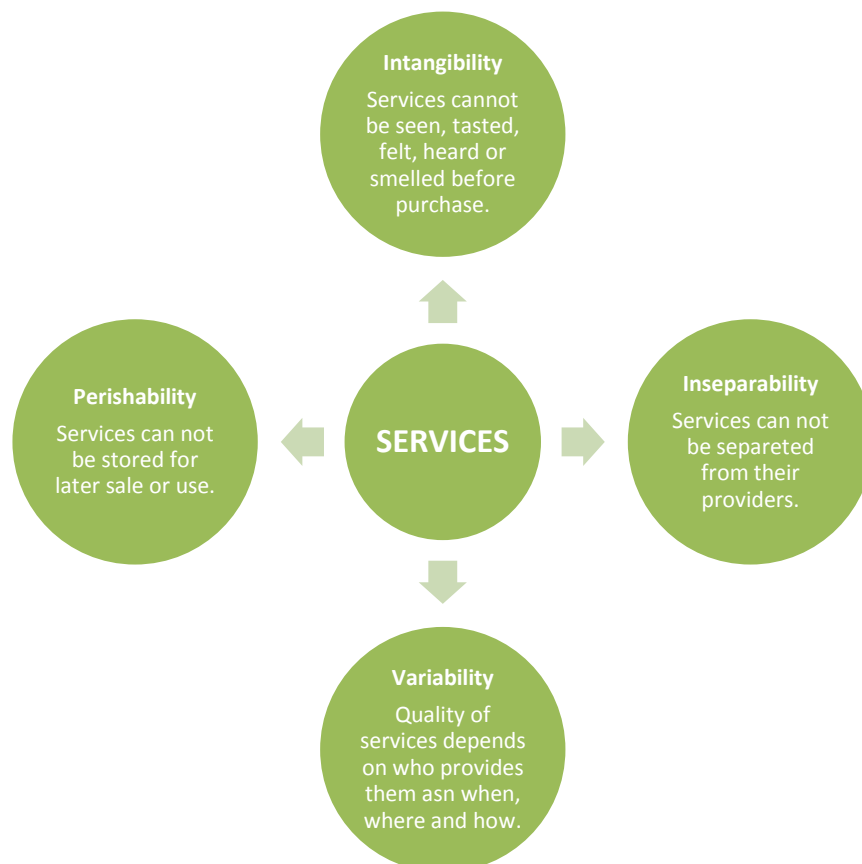 Intangibility
Services cannot
be seen, tasted,
felt, heard or
smelled before
purchase.
Perishability
Services can not
be stored for
later sale or use.
SERVICES
Inseparability
Services can not
be separeted
from their
providers.
Variability
Quality of
services depends
on who provides
them asn when,
where and how.